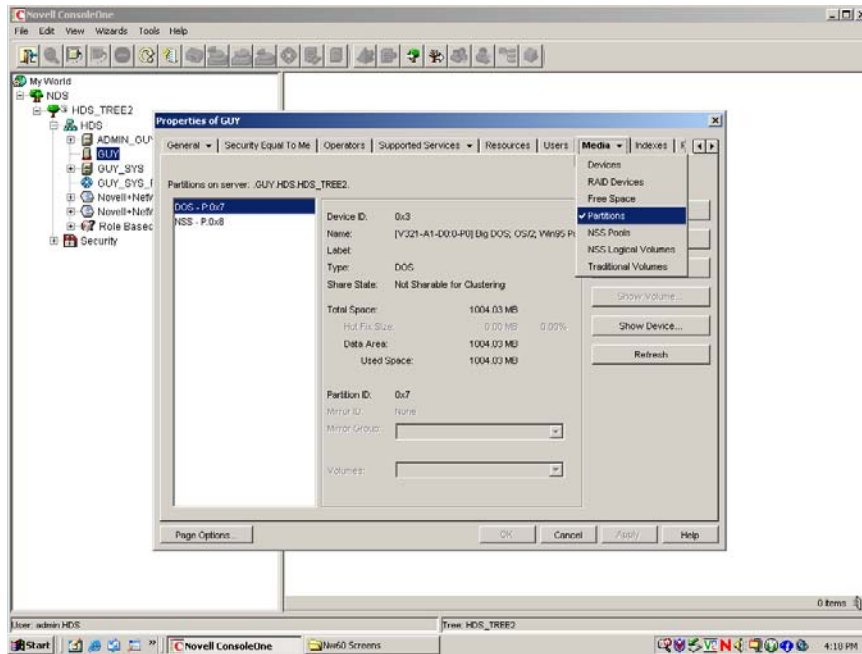 Novell ConsoleOne
File Edit View Wizards Tools Help
My World
NDS
HDS_TREE2
HDS
ADMIN_GUY
GUY
GUY_SYS
GUY_SYS_
Novell+Net
Novell+Net
Role Based
Security
Properties of GUY
General Security Equal To Me Operators Supported Services Resources Users Media Indexes
Devices
RAID Devices
Free Space
Partitions
NSS Pools
NSS Logical Volumes
Traditional Volumes
Partitions on server: .GUY.HDS.HDS_TREE2.
DOS - P:0x7
NSS - P:0x8
Device ID: 0x3
Name: [V321-A1-D0:0-P0] Big DOS; OS/2; Win95
Label:
Type: DOS
Share State: Not Sharable for Clustering
Total Space: 1004.03 MB
Hot Fix Size: 0.00 MB 0.00%
Data Area: 1004.03 MB
Used Space: 1004.03 MB
Partition ID: 0x7
Mirror ID: None
Mirror Group:
Volumes:
Show Volume...
Show Device...
Refresh
Page Options...
OK Cancel Apply Help
0 items
User: admin.HDS
Tree: HDS_TREE2
Start Novell ConsoleOne Nw60 Screens 4:18 PM